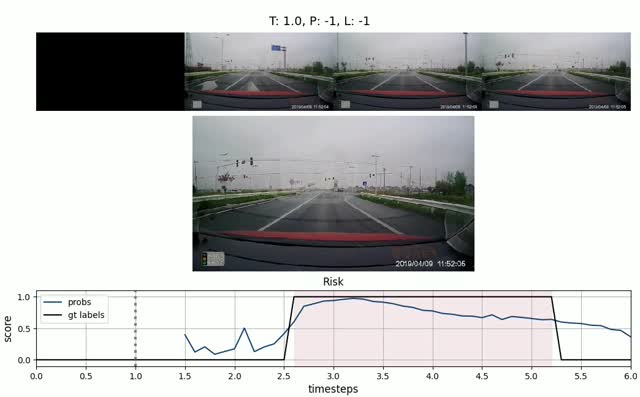 T: 1.0, P: -1, L: -1
2019/04/09 11:52:04
2019/04/09 11:52:05
2019/04/09 11:52:05
2019/04/09 11:52:05
Risk
1.0
0.5
0.0
score
probs
gt labels
0.0 0.5 1.0 1.5 2.0 2.5 3.0 3.5 4.0 4.5 5.0 5.5 6.0
timesteps